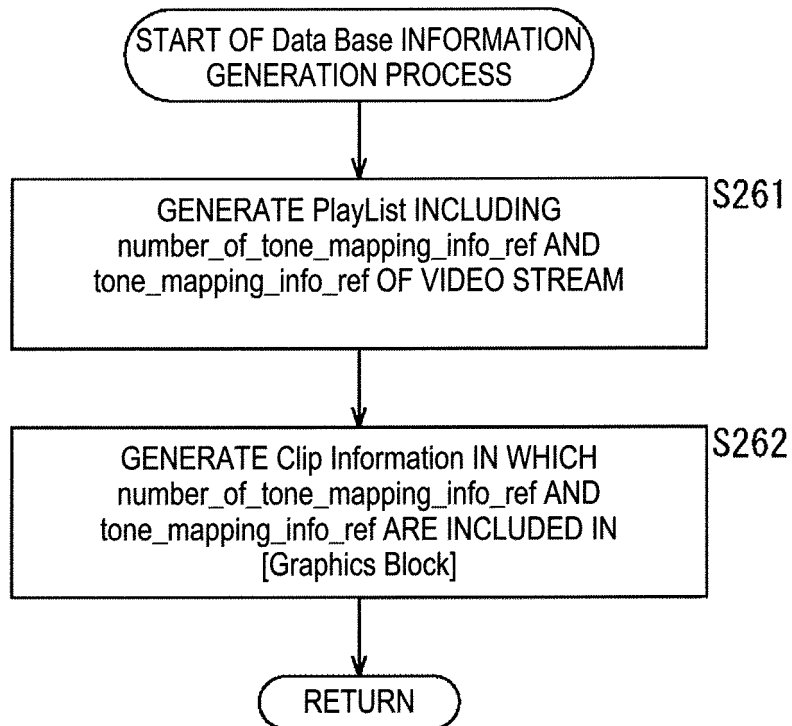 START OF Data Base INFORMATION
GENERATION PROCESS
S261
GENERATE PlayList INCLUDING
number_of_tone_mapping_info_ref AND
tone_mapping_info_ref OF VIDEO STREAM
S262
GENERATE Clip Information IN WHICH
number_of_tone_mapping_info_ref AND
tone_mapping_info_ref ARE INCLUDED IN
[Graphics Block]
RETURN